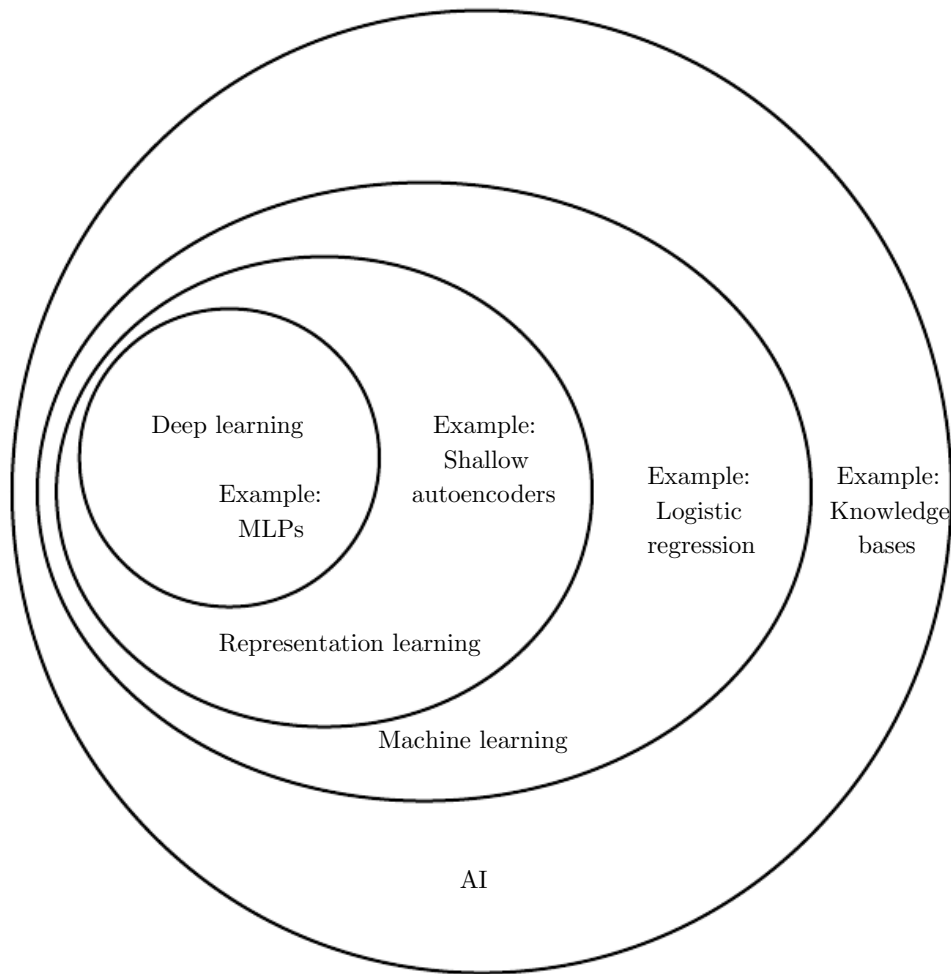 Deep learning
Example:
MLPs
Example:
Shallow
autoencoders
Example:
Logistic
regression
Example:
Knowledge
bases
Representation learning
Machine learning
AI